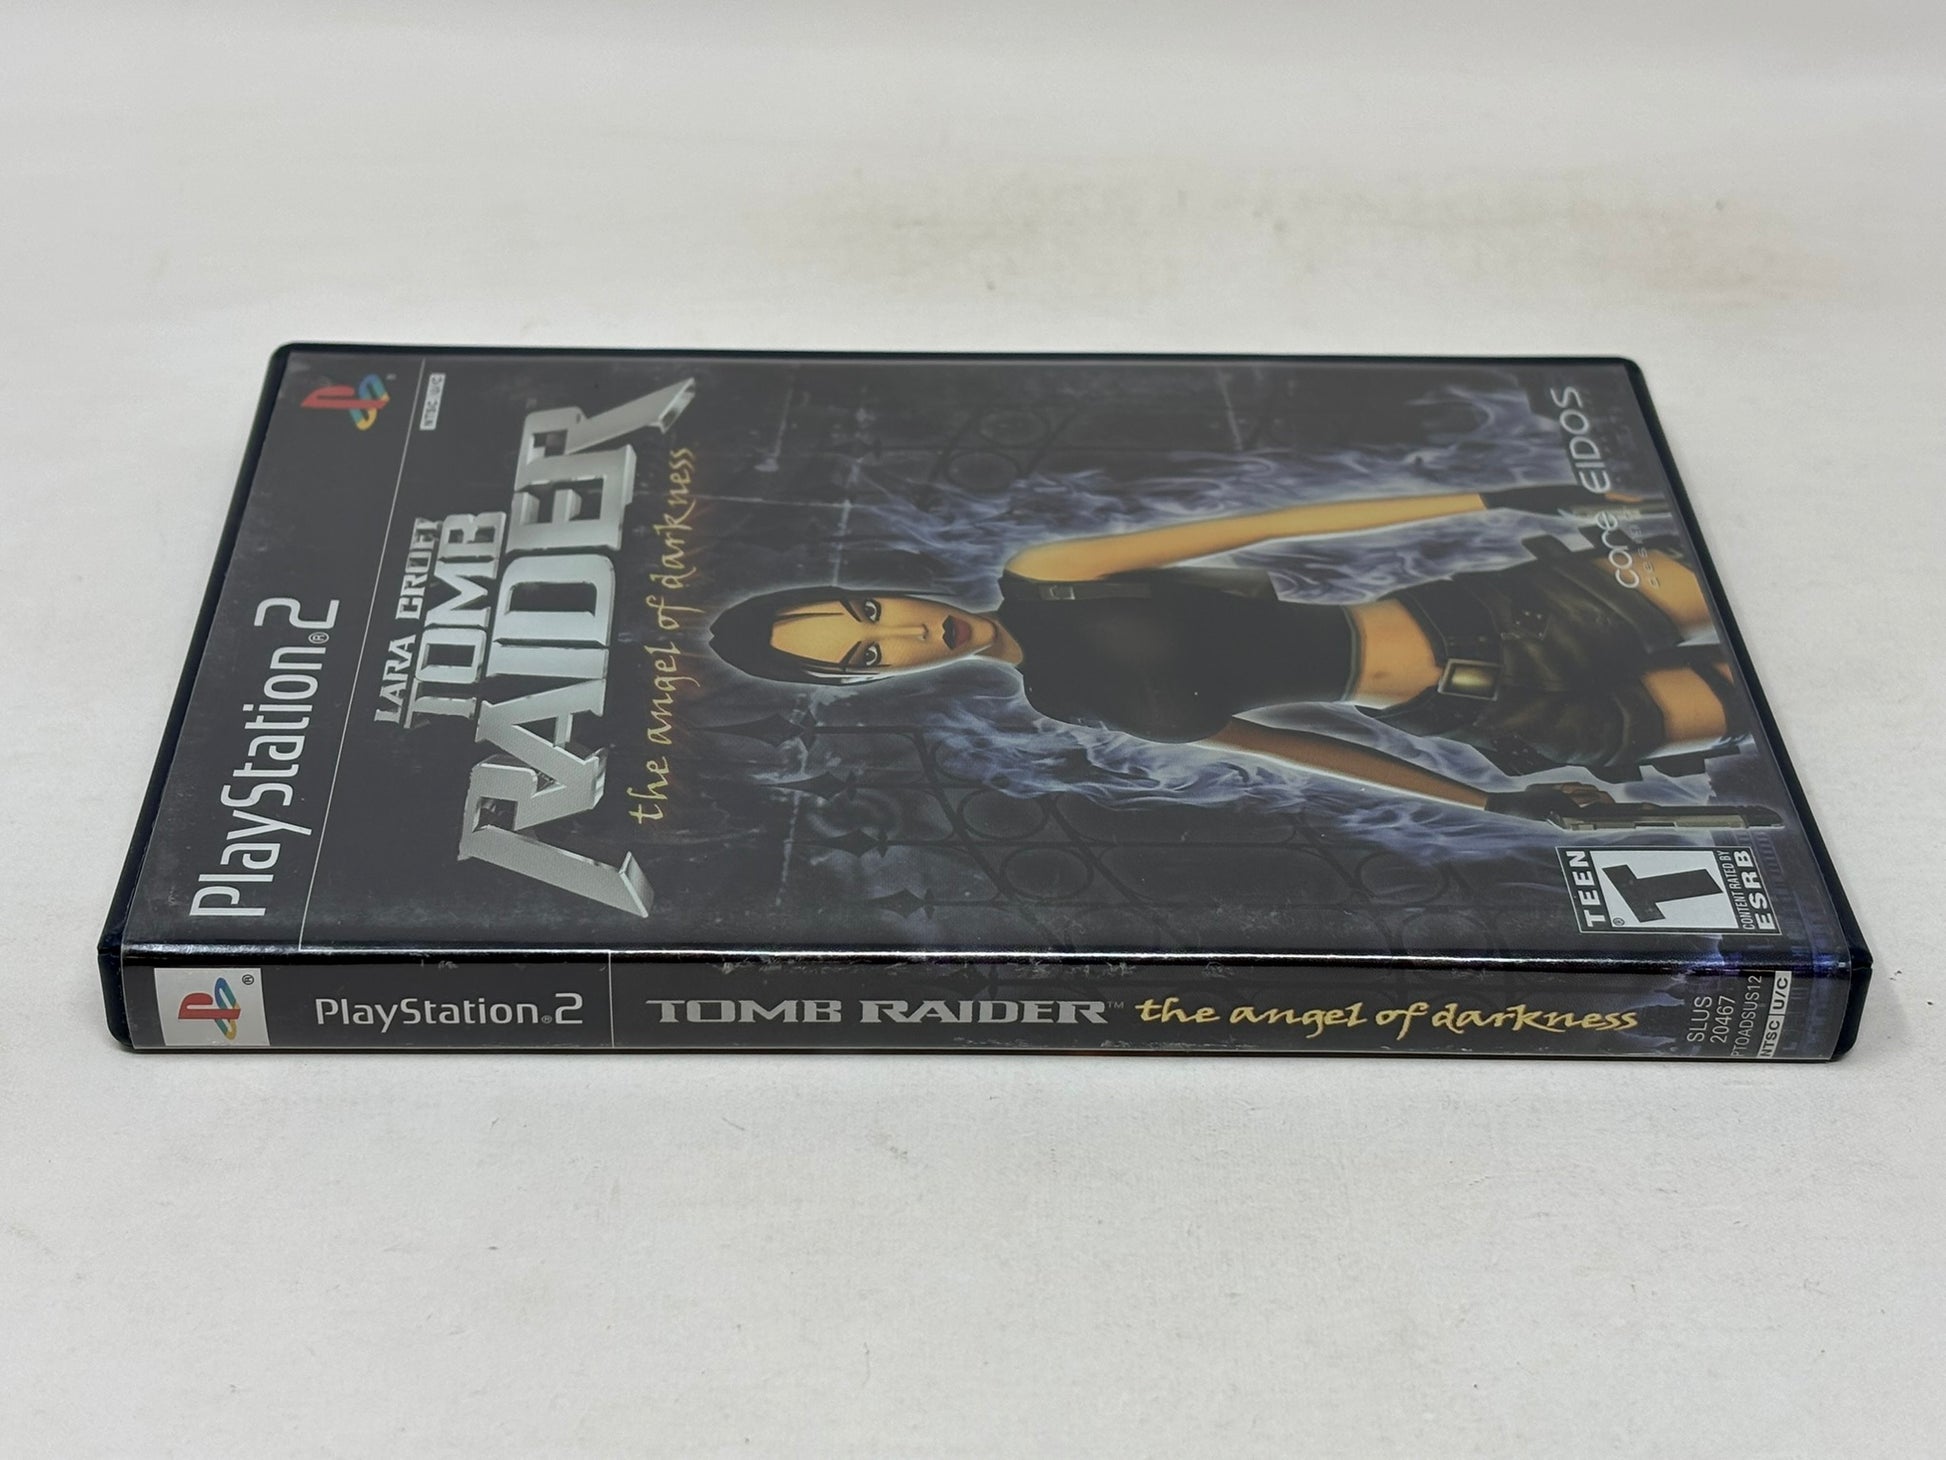 PlayStation®2
NTSC U/C
LARA CROFT
TOMB
RAIDER
the angel of darkness
core
DESIGN
EIDOS
TEEN
T
®
CONTENT RATED BY
ESRB
®
PlayStation®2
TOMB RAIDER™ the angel of darkness
SLUS
20467
PTOADSUS12
NTSC U/C